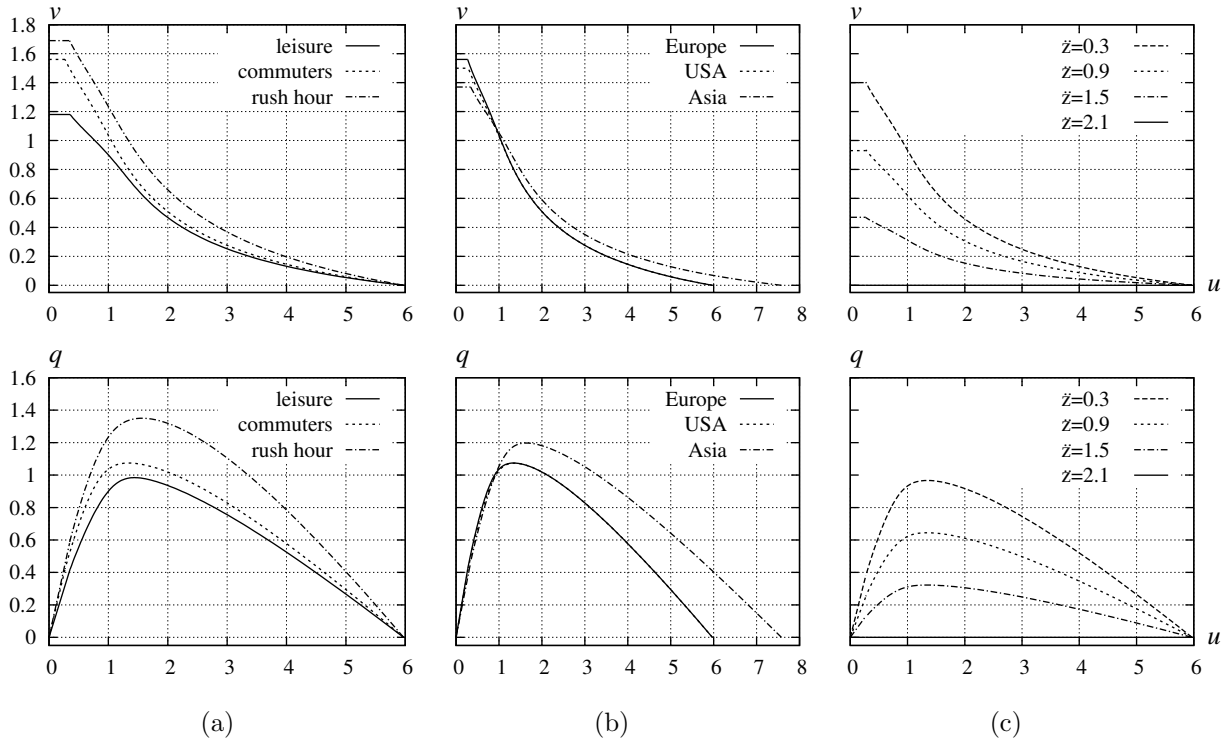 v
1.8
1.6
1.4
1.2
1
0.8
0.6
0.4
0.2
0
leisure
commuters
rush hour
0 1 2 3 4 5 6
v
Europe
USA
Asia
0 1 2 3 4 5 6 7 8
v
z̈=0.3
z̈=0.9
z̈=1.5
z̈=2.1
0 1 2 3 4 5 6
u
q
1.6
1.4
1.2
1
0.8
0.6
0.4
0.2
0
leisure
commuters
rush hour
0 1 2 3 4 5 6
q
Europe
USA
Asia
0 1 2 3 4 5 6 7 8
q
z̈=0.3
z̈=0.9
z̈=1.5
z̈=2.1
0 1 2 3 4 5 6
u
(a) (b) (c)